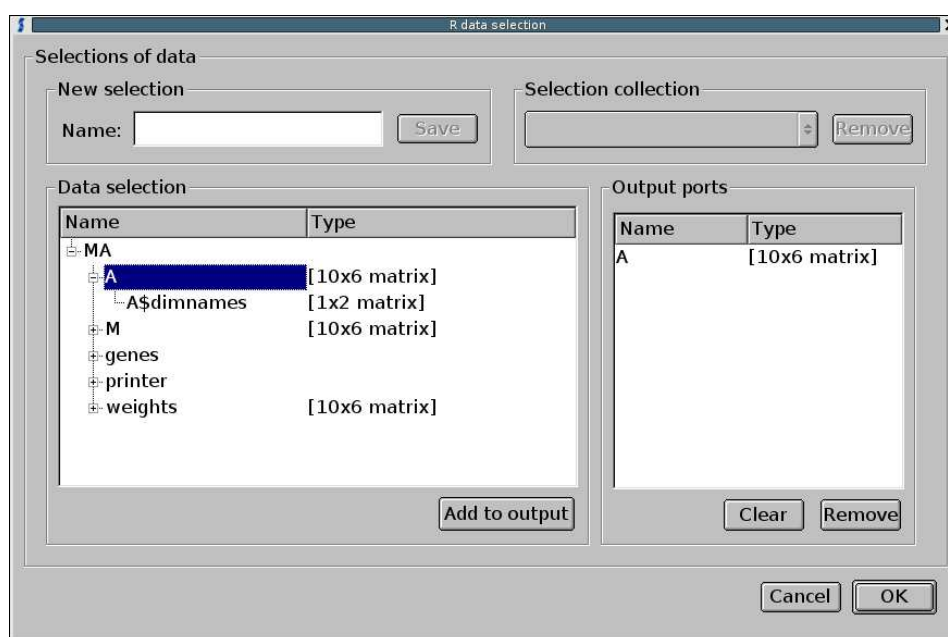 R data selection
Selections of data
New selection
Name:
Save
Selection collection
Remove
Data selection
Name Type
MA
A [10x6 matrix]
A$dimnames [1x2 matrix]
M [10x6 matrix]
genes
printer
weights [10x6 matrix]
Add to output
Output ports
Name Type
A [10x6 matrix]
Clear Remove
Cancel OK